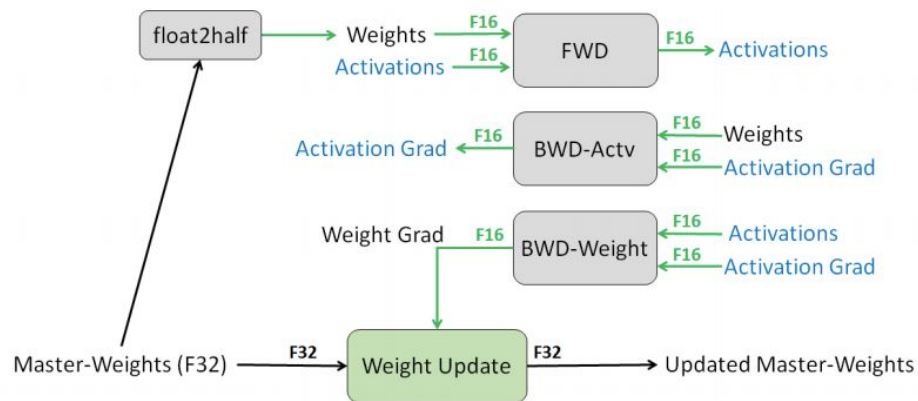 float2half
Weights
F16
Activations
F16
FWD
F16
Activations
Activation Grad
F16
BWD-Actv
F16
Weights
F16
Activation Grad
Weight Grad
F16
BWD-Weight
F16
Activations
F16
Activation Grad
Master-Weights (F32)
F32
Weight Update
F32
Updated Master-Weights